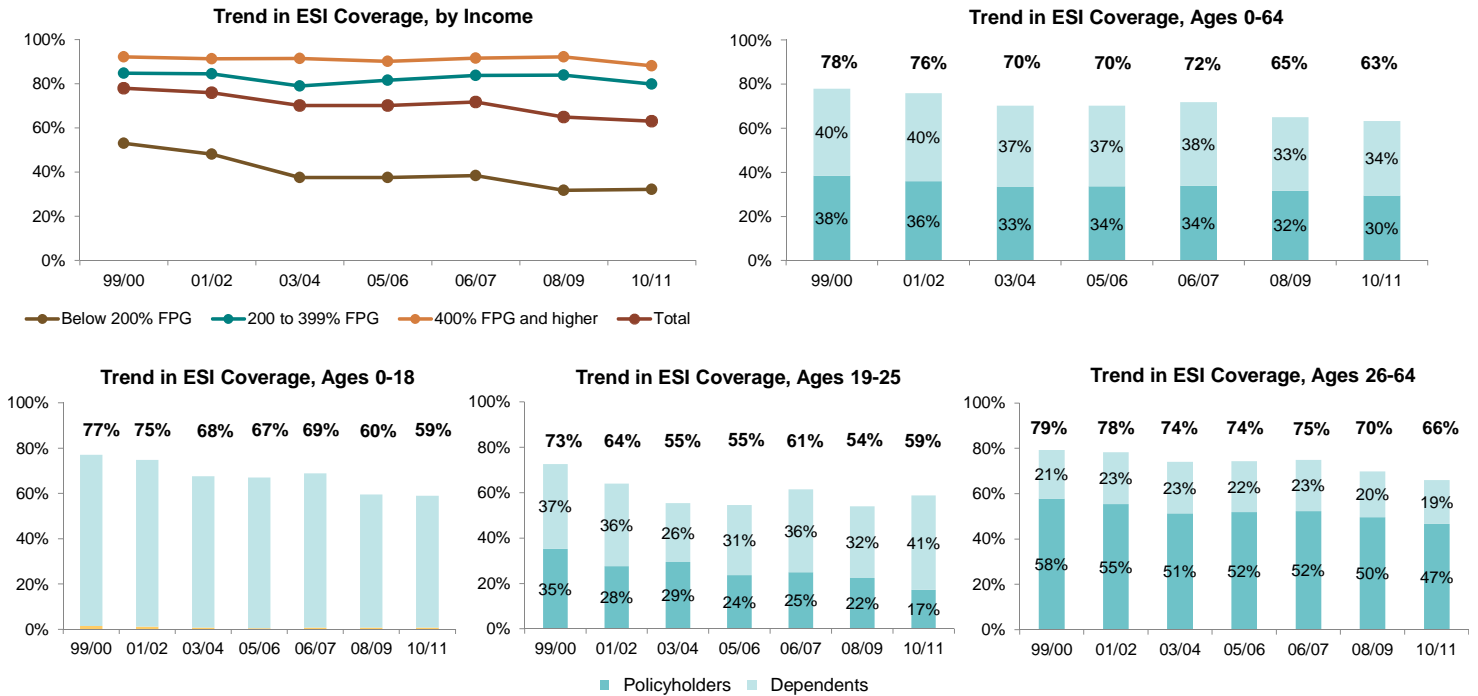 Trend in ESI Coverage, by Income
100%
80%
60%
40%
20%
0%
99/00 01/02 03/04 05/06 06/07 08/09 10/11
Below 200% FPG 200 to 399% FPG 400% FPG and higher Total
Trend in ESI Coverage, Ages 0-64
100%
78% 76% 70% 70% 72% 65% 63%
80%
60%
40% 40% 37% 37% 38% 33% 34%
40%
20%
38% 36% 33% 34% 34% 32% 30%
0%
99/00 01/02 03/04 05/06 06/07 08/09 10/11
Trend in ESI Coverage, Ages 0-18
100%
77% 75% 68% 67% 69% 60% 59%
80%
60%
40%
20%
0%
99/00 01/02 03/04 05/06 06/07 08/09 10/11
Trend in ESI Coverage, Ages 19-25
100%
73% 64% 55% 55% 61% 54% 59%
80%
60%
37% 36% 26% 31% 36% 32% 41%
40%
20%
35% 28% 29% 24% 25% 22% 17%
0%
99/00 01/02 03/04 05/06 06/07 08/09 10/11
Trend in ESI Coverage, Ages 26-64
100%
79% 78% 74% 74% 75% 70% 66%
80%
21% 23% 23% 22% 23% 20% 19%
60%
40%
58% 55% 51% 52% 52% 50% 47%
20%
0%
99/00 01/02 03/04 05/06 06/07 08/09 10/11
Policyholders Dependents